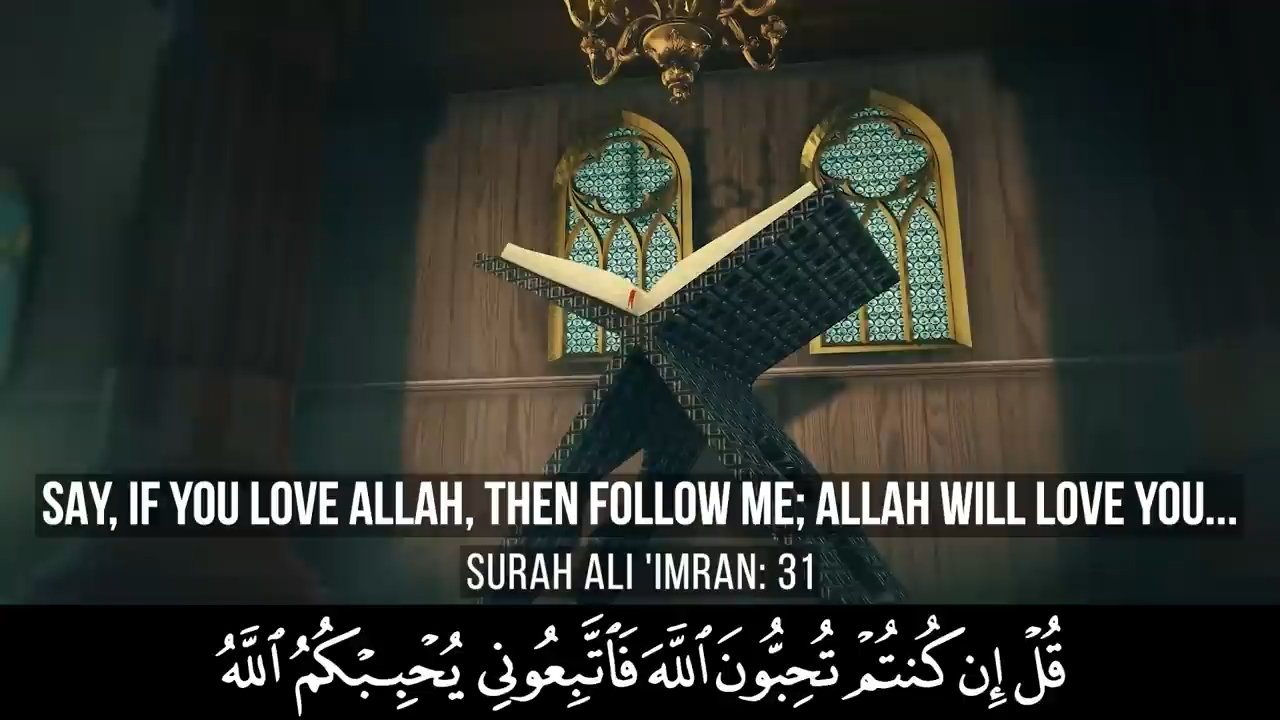 SAY, IF YOU LOVE ALLAH, THEN FOLLOW ME; ALLAH WILL LOVE YOU...
SURAH ALI 'IMRAN: 31
قُلْ إِن كُنتُمْ تُحِبُّونَ ٱللَّهَ فَٱتَّبِعُونِي يُحْبِبْكُمُ ٱللَّهُ